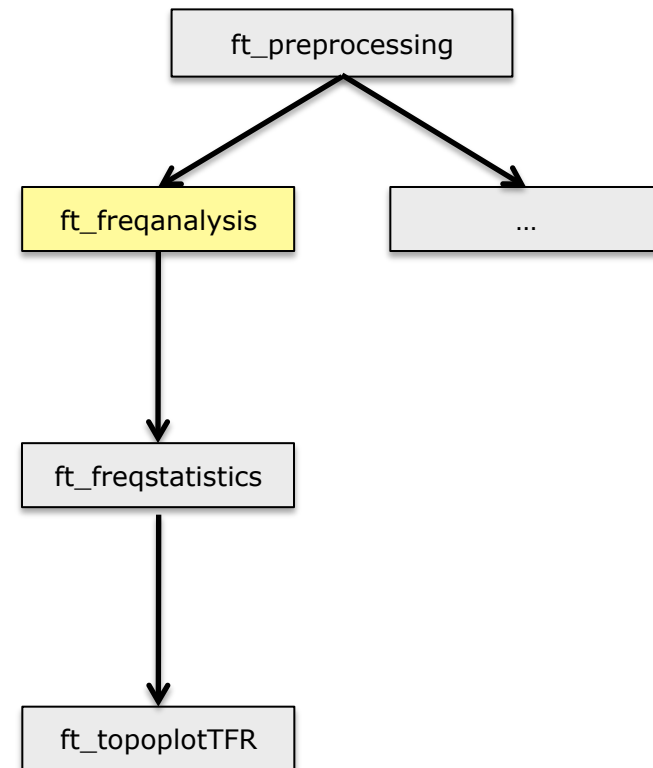 ft_preprocessing
ft_freqanalysis
…
ft_freqstatistics
ft_topoplotTFR